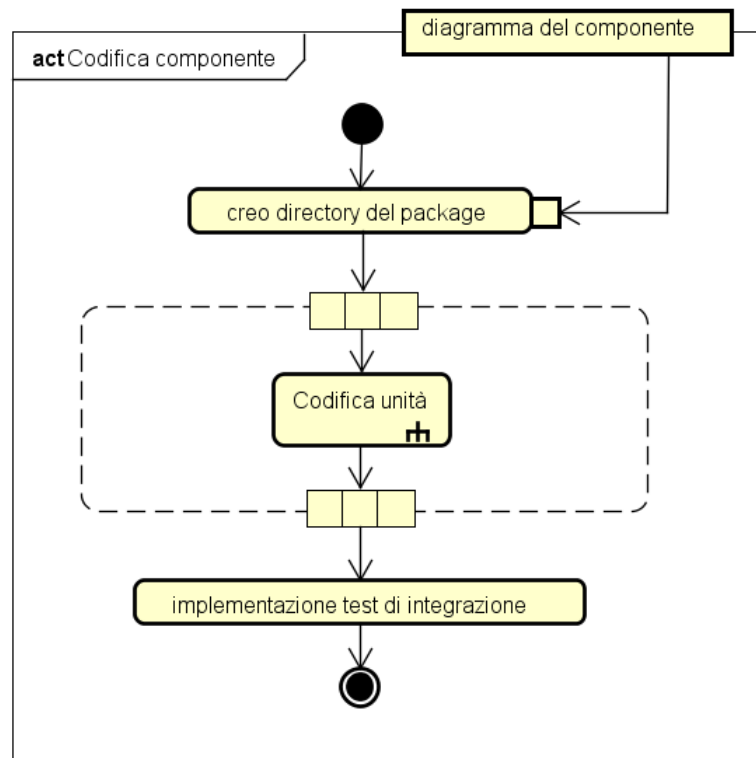 diagramma del componente
act Codifica componente
creo directory del package
Codifica unità
implementazione test di integrazione